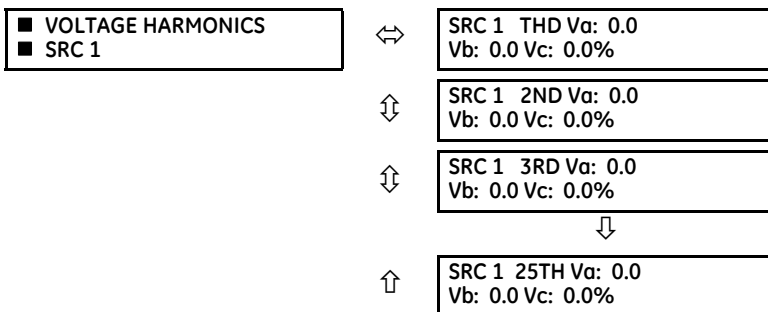 ■ VOLTAGE HARMONICS
■ SRC 1
SRC 1 THD Va: 0.0
Vb: 0.0 Vc: 0.0%
SRC 1 2ND Va: 0.0
Vb: 0.0 Vc: 0.0%
SRC 1 3RD Va: 0.0
Vb: 0.0 Vc: 0.0%
SRC 1 25TH Va: 0.0
Vb: 0.0 Vc: 0.0%